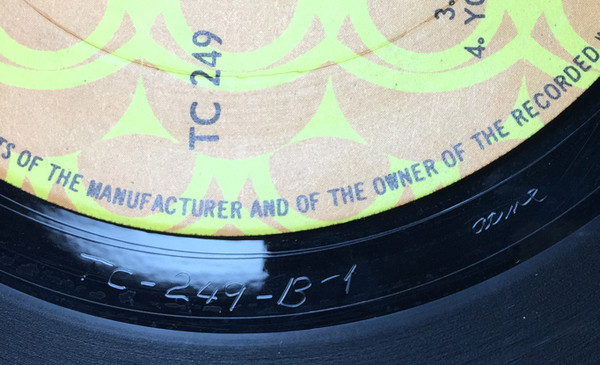 3.
4. YO
TC 249
TS OF THE MANUFACTURER AND OF THE OWNER OF THE RECORDED
TC-249-B-1